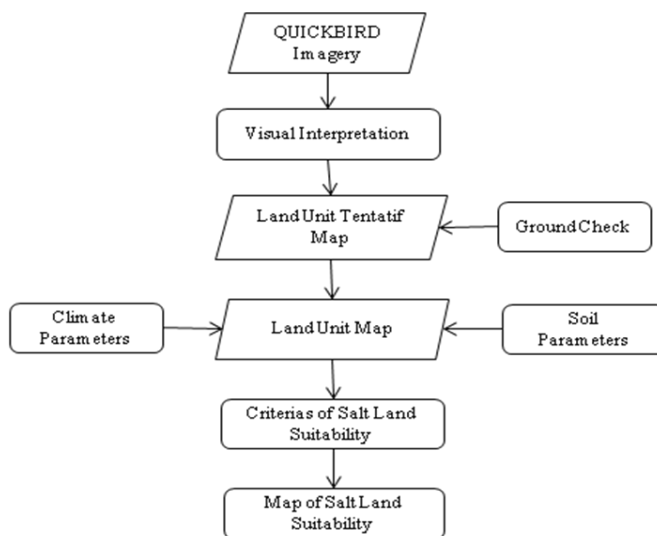 QUICKBIRD
Imagery
Visual Interpretation
Land Unit Tentatif
Map
Ground Check
Climate
Parameters
Land Unit Map
Soil
Parameters
Criterias of Salt Land
Suitability
Map of Salt Land
Suitability